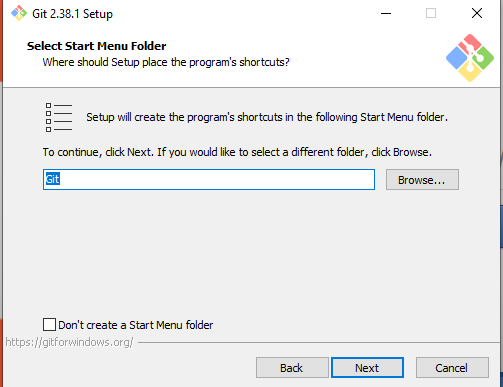 Git 2.38.1 Setup
Select Start Menu Folder
Where should Setup place the program's shortcuts?
Setup will create the program's shortcuts in the following Start Menu folder.
To continue, click Next. If you would like to select a different folder, click Browse.
Git
Browse...
Don't create a Start Menu folder
https://gitforwindows.org/
Back
Next
Cancel